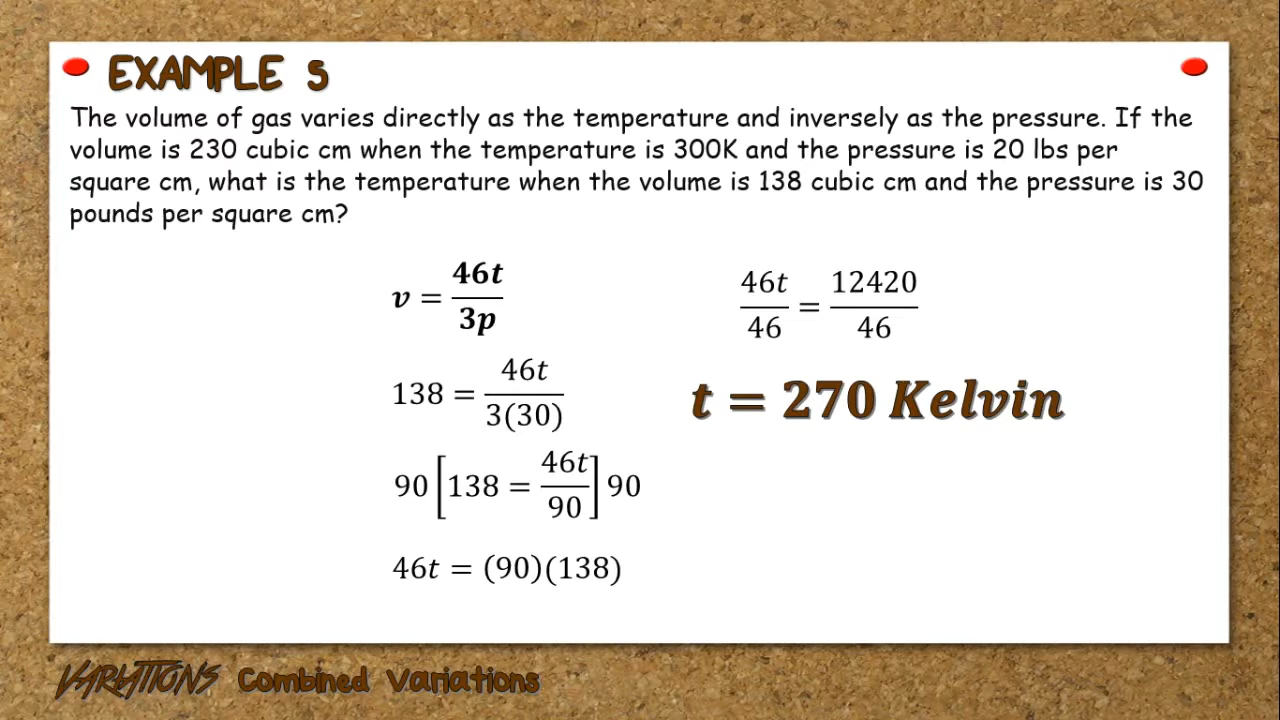 EXAMPLE 5
The volume of gas varies directly as the temperature and inversely as the pressure. If the
volume is 230 cubic cm when the temperature is 300K and the pressure is 20 lbs per
square cm, what is the temperature when the volume is 138 cubic cm and the pressure is 30
pounds per square cm?
v = 46t/3p
138 = 46t/3(30)
90[138 = 46t/90]90
46t = (90)(138)
46t/46 = 12420/46
t = 270 Kelvin
VARIATIONS Combined Variations